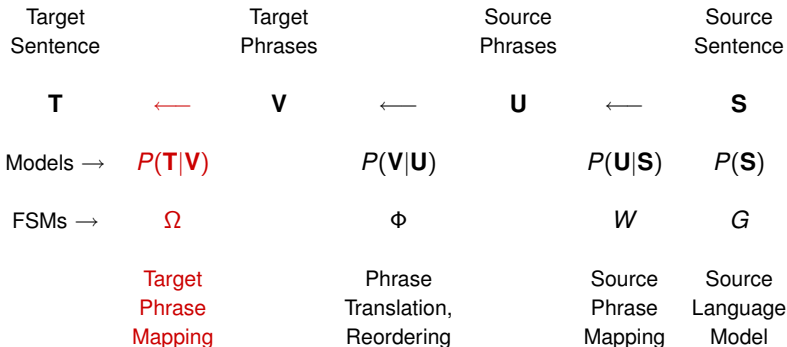 Target Target Source Source
Sentence Phrases Phrases Sentence
T ← V ← U ← S
Models → P(T|V) P(V|U) P(U|S) P(S)
FSMs → Ω Φ W G
Target Phrase Source Source
Phrase Translation, Phrase Language
Mapping Reordering Mapping Model